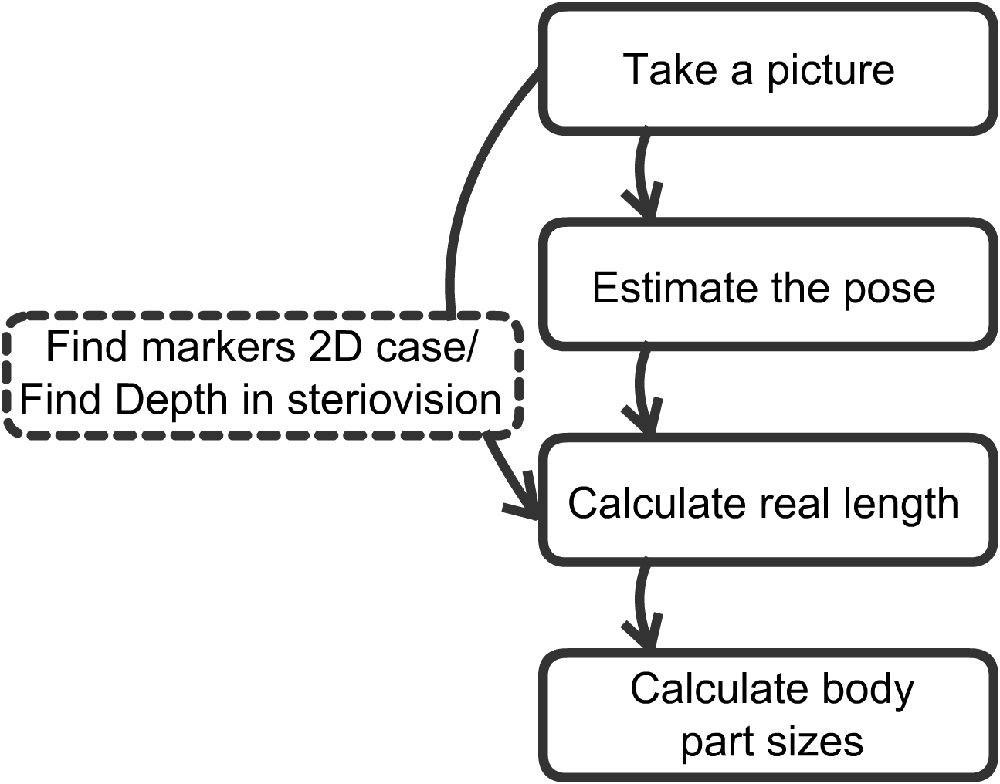 Take a picture
Estimate the pose
Find markers 2D case/
Find Depth in steriovision
Calculate real length
Calculate body
part sizes